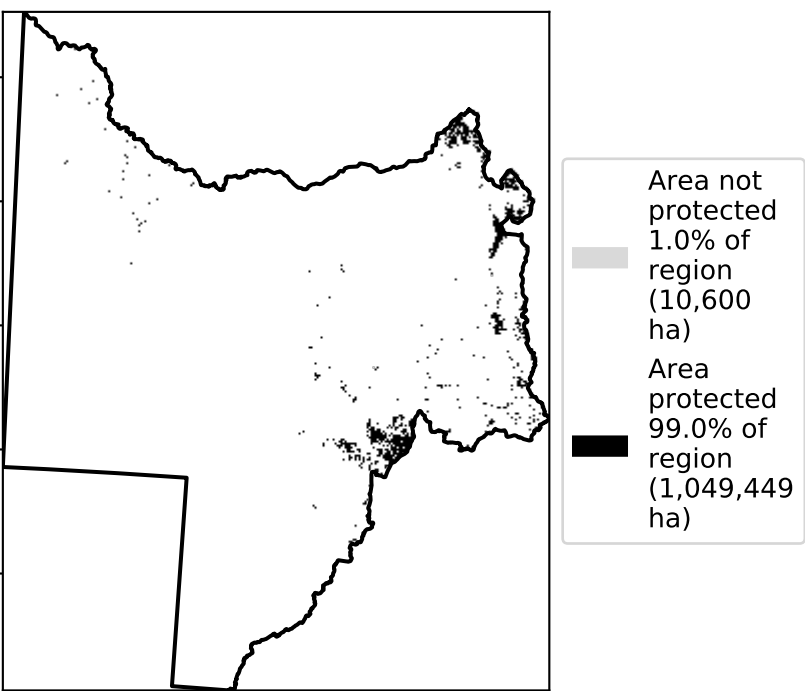 Area not
protected
1.0% of
region
(10,600
ha)
Area
protected
99.0% of
region
(1,049,449
ha)